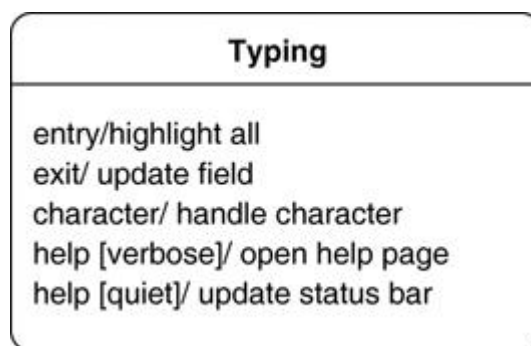 Typing
entry/highlight all
exit/ update field
character/ handle character
help [verbose]/ open help page
help [quiet]/ update status bar